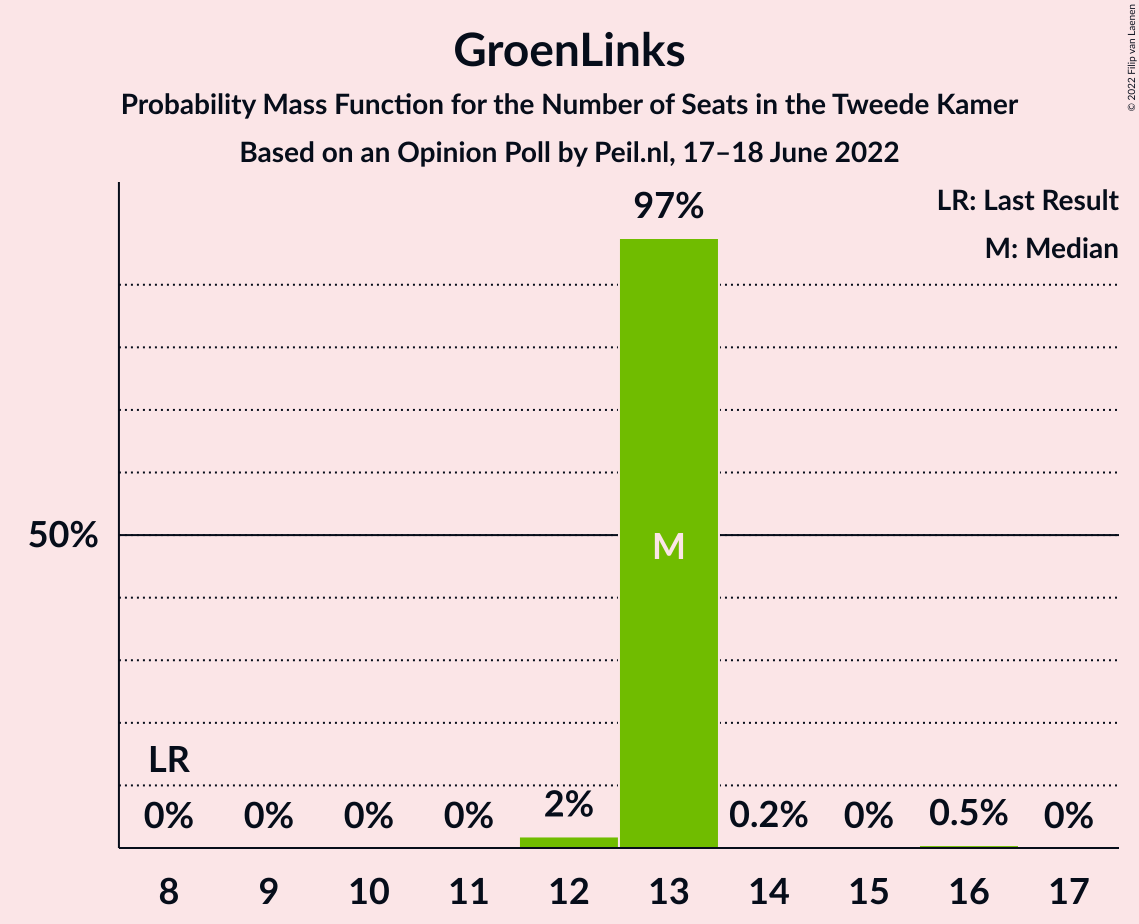 GroenLinks
Probability Mass Function for the Number of Seats in the Tweede Kamer
Based on an Opinion Poll by Peil.nl, 17–18 June 2022
© 2022 Filip van Laenen
LR: Last Result
M: Median
97%
50%
M
LR
0% 0% 0% 0% 2% 0.2% 0% 0.5% 0%
8 9 10 11 12 13 14 15 16 17